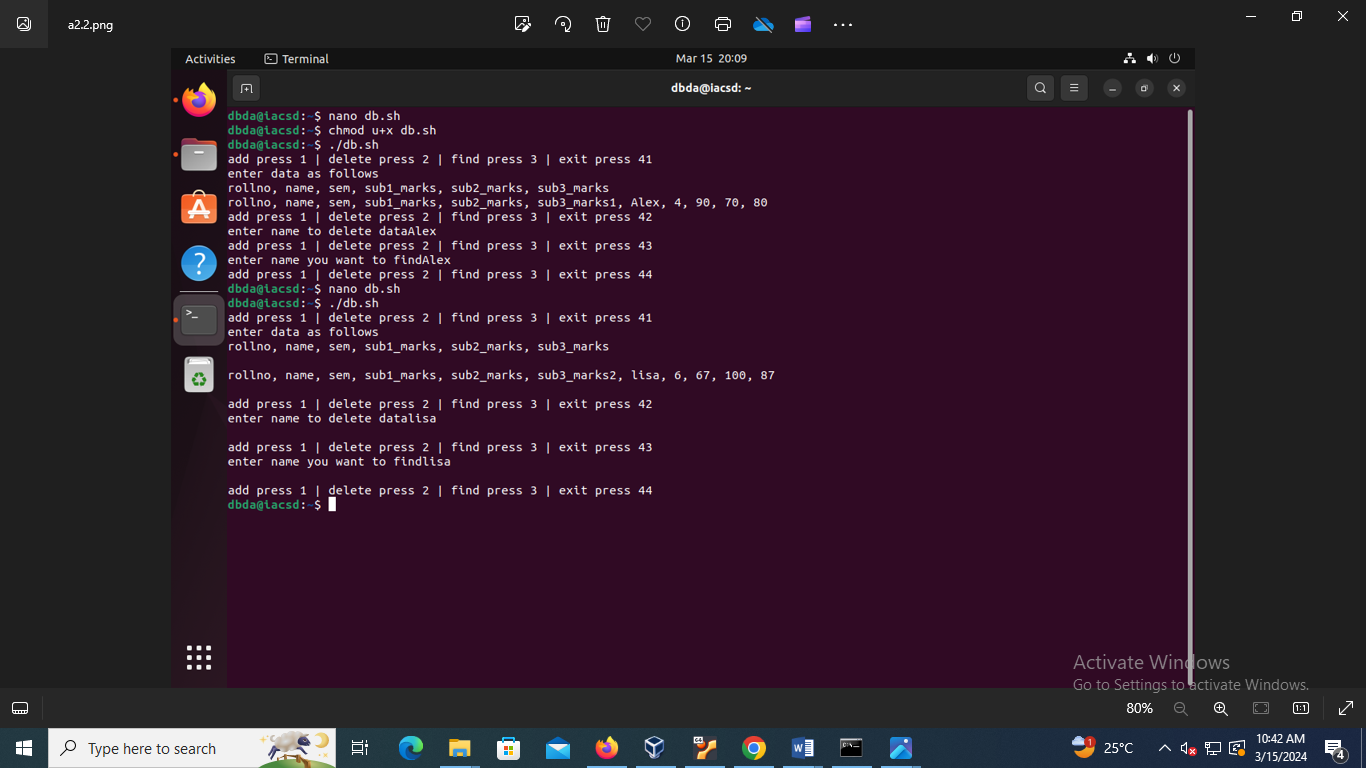 a2.2.png
Activities Terminal Mar 15 20:09
dbda@iacsd: ~
dbda@iacsd:~$ nano db.sh
dbda@iacsd:~$ chmod u+x db.sh
dbda@iacsd:~$ ./db.sh
add press 1 | delete press 2 | find press 3 | exit press 41
enter data as follows
rollno, name, sem, sub1_marks, sub2_marks, sub3_marks
rollno, name, sem, sub1_marks, sub2_marks, sub3_marks1, Alex, 4, 90, 70, 80
add press 1 | delete press 2 | find press 3 | exit press 42
enter name to delete dataAlex
add press 1 | delete press 2 | find press 3 | exit press 43
enter name you want to findAlex
add press 1 | delete press 2 | find press 3 | exit press 44
dbda@iacsd:~$ nano db.sh
dbda@iacsd:~$ ./db.sh
add press 1 | delete press 2 | find press 3 | exit press 41
enter data as follows
rollno, name, sem, sub1_marks, sub2_marks, sub3_marks
rollno, name, sem, sub1_marks, sub2_marks, sub3_marks2, lisa, 6, 67, 100, 87
add press 1 | delete press 2 | find press 3 | exit press 42
enter name to delete datalisa
add press 1 | delete press 2 | find press 3 | exit press 43
enter name you want to findlisa
add press 1 | delete press 2 | find press 3 | exit press 44
dbda@iacsd:~$
Activate Windows
Go to Settings to activate Windows.
80% 1:1
Type here to search
64
1
25°C
10:42 AM
3/15/2024
4